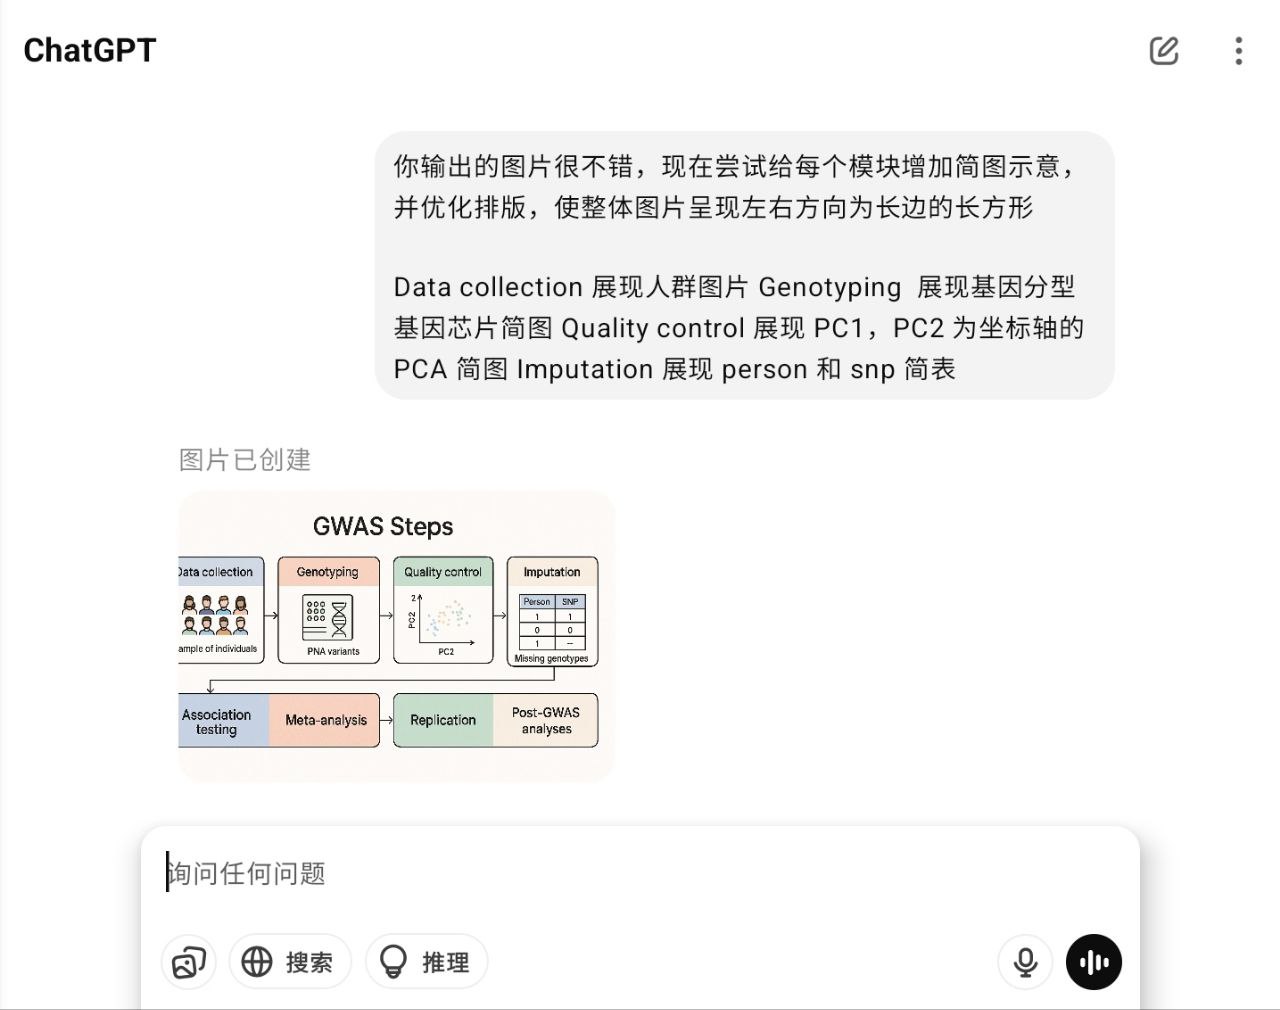 ChatGPT
你输出的图片很不错，现在尝试给每个模块增加简图示意，
并优化排版，使整体图片呈现左右方向为长边的长方形
Data collection 展现人群图片 Genotyping 展现基因分型
基因芯片简图 Quality control 展现 PC1，PC2 为坐标轴的
PCA 简图 Imputation 展现 person 和 snp 简表
图片已创建
GWAS Steps
Data collection
ample of individuals
Genotyping
PNA variants
Quality control
2
PC2
PC2
Imputation
Person SNP
1 1
0 0
1 –
Missing genotypes
Association
testing
Meta-analysis
Replication
Post-GWAS
analyses
询问任何问题
搜索
推理